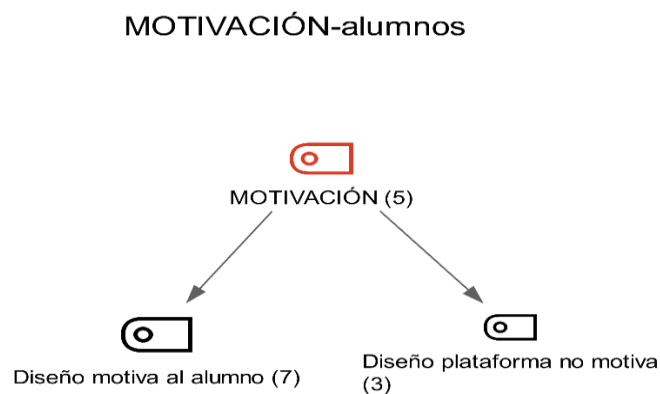 MOTIVACIÓN-alumnos
MOTIVACIÓN (5)
Diseño motiva al alumno (7)
Diseño plataforma no motiva
(3)